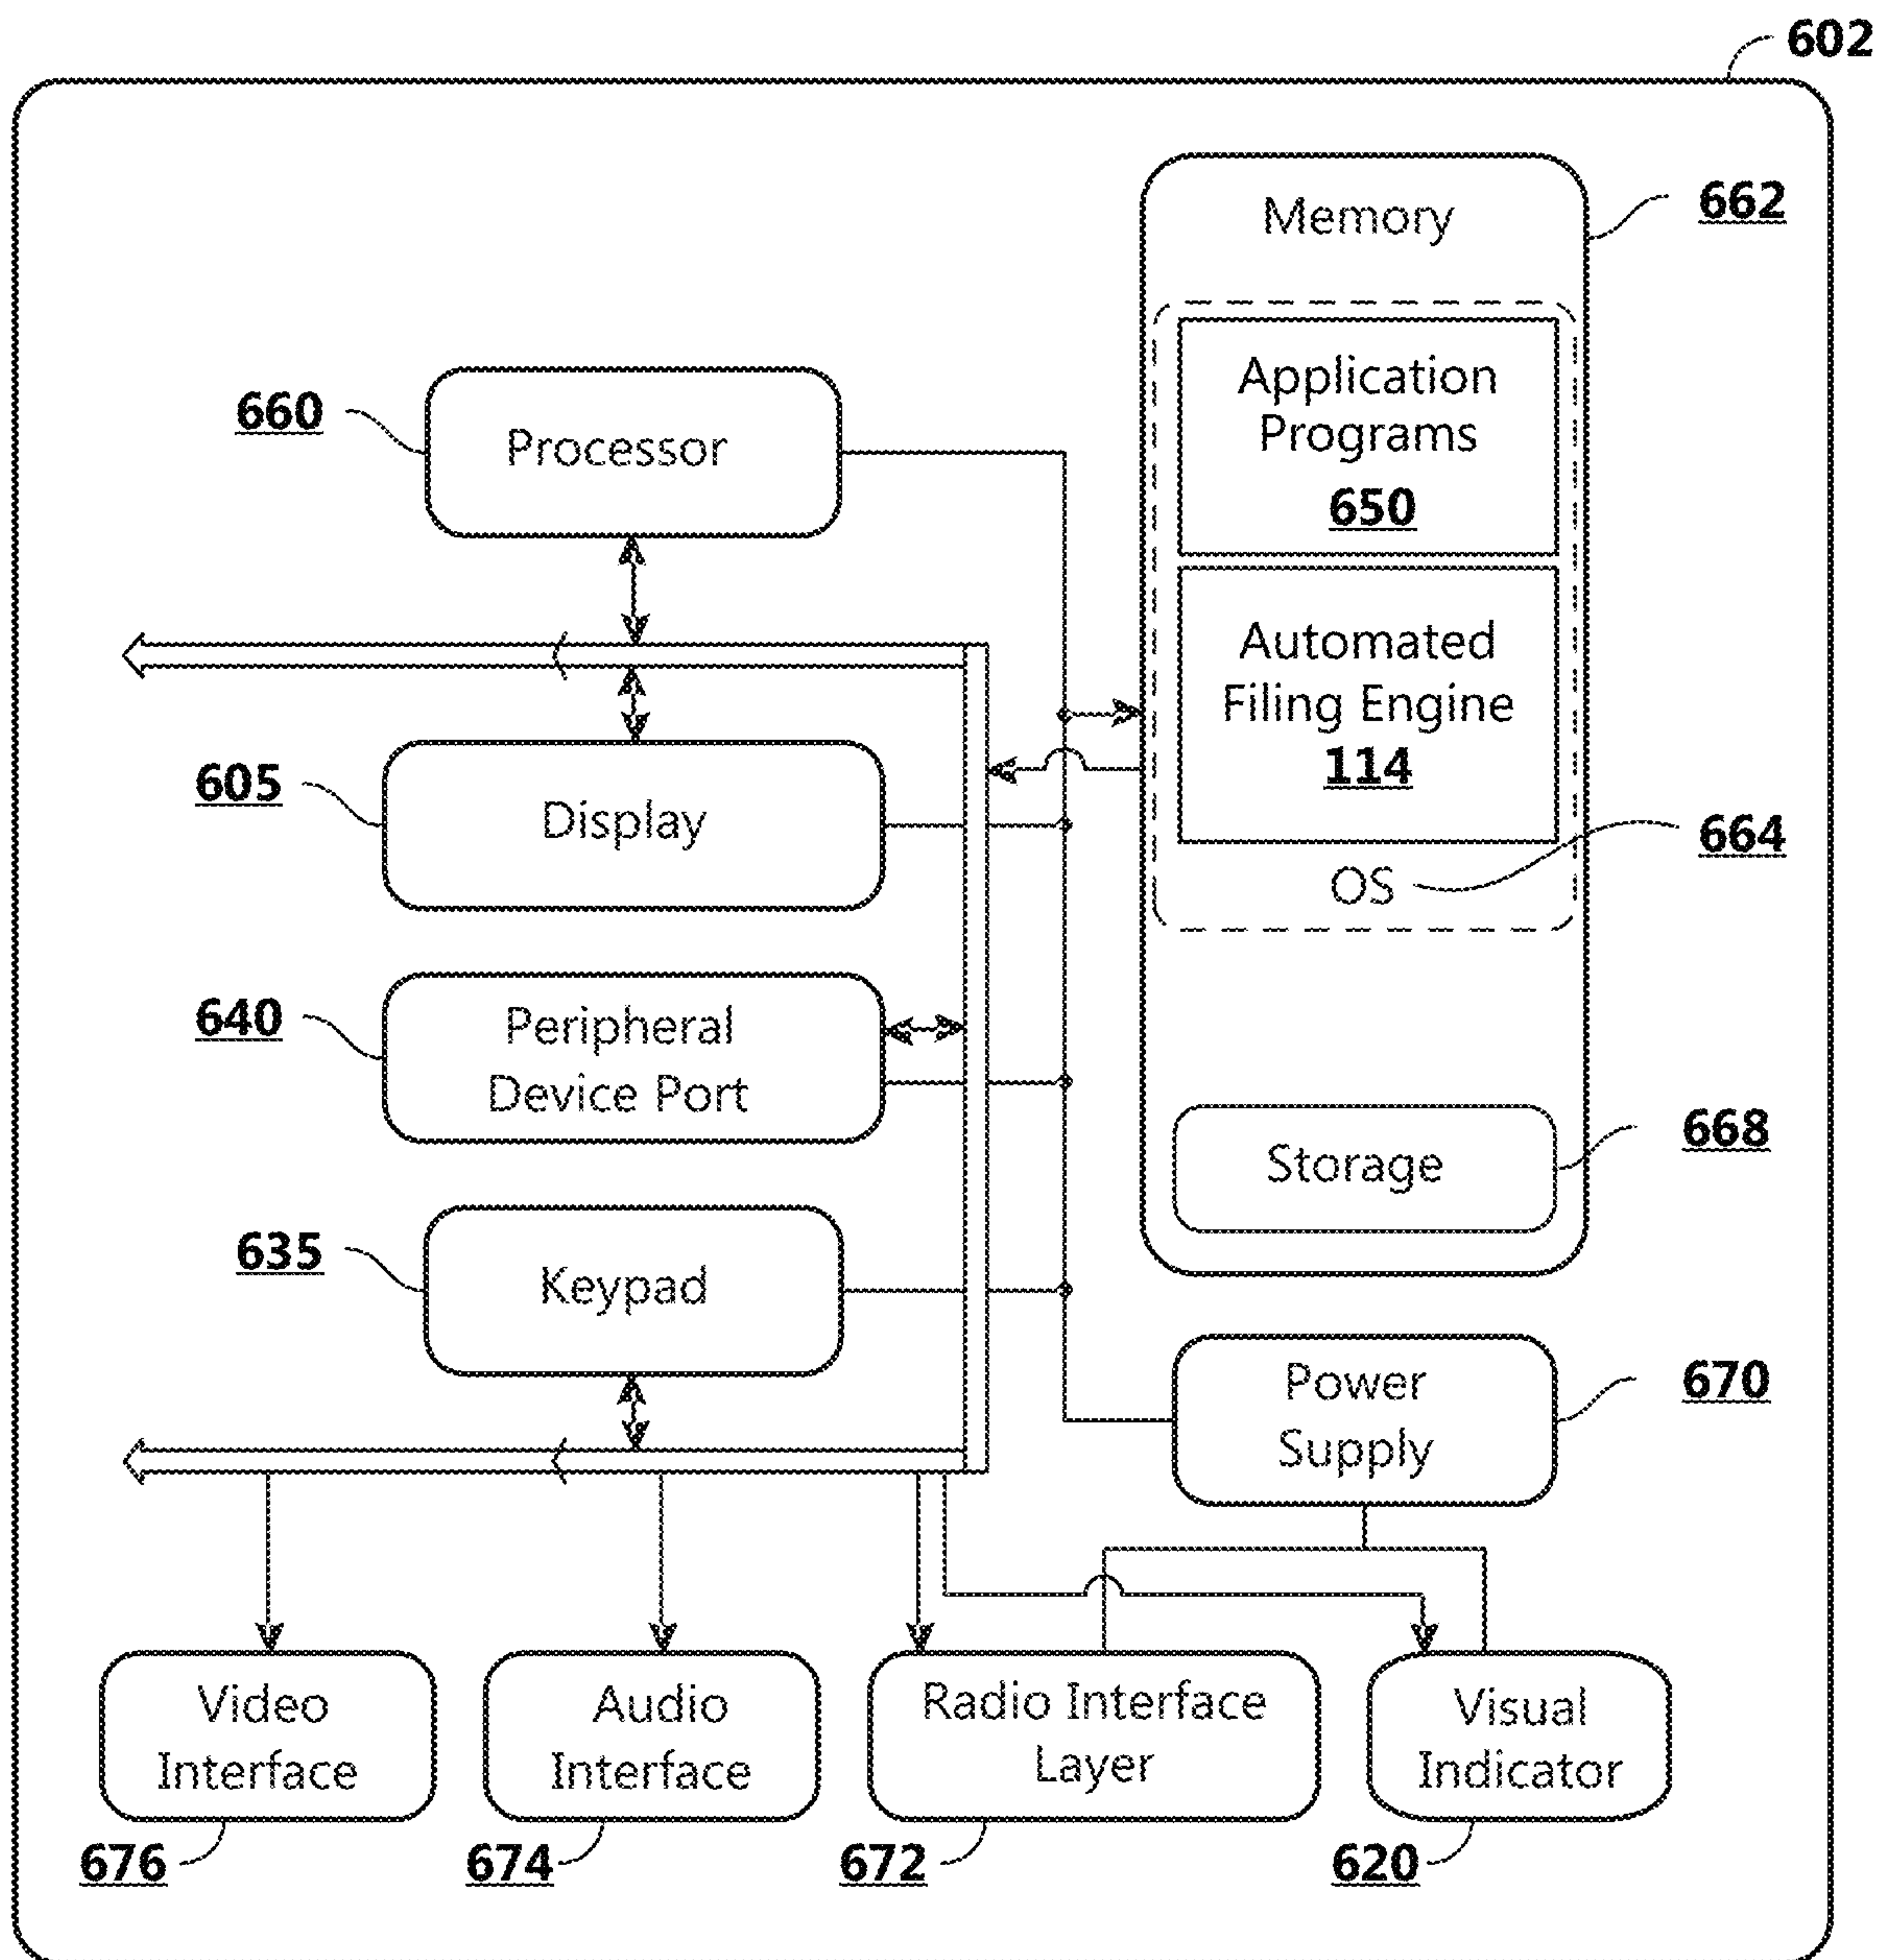 602
Memory
662
Application
Programs
650
660
Processor
Automated
Filing Engine
114
605
Display
664
OS
640
Peripheral
Device Port
668
Storage
635
Keypad
Power
Supply
670
Video
Interface
Audio
Interface
Radio Interface
Layer
Visual
Indicator
676
674
672
620